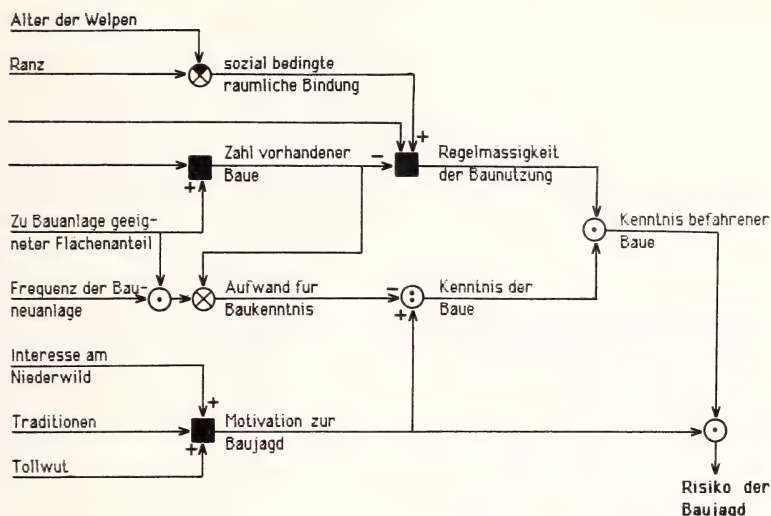 Alter der Welpen
Ranz
sozial bedingte
raumliche Bindung
+
Zahl vorhandener
Baue
−
Regelmässigkeit
der Baunutzung
+
Zu Bauanlage geeig-
neter Flächenanteil
Kenntnis befahrener
Baue
Frequenz der Bau-
neuanlage
Aufwand fur
Baukenntnis
−
+
Kenntnis der
Baue
Interesse am
Niederwild
+
Traditionen
Motivation zur
Baujagd
+
Tollwut
Risiko der
Baujagd